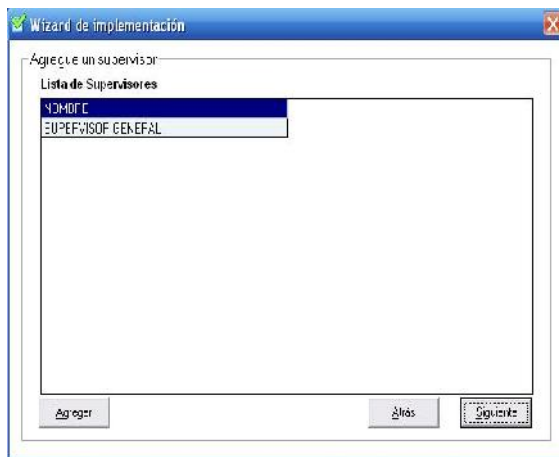 Wizard de implementación
Agregue un supervisor
Lista de Supervisores
NOMBRE
SUPERVISOR GENERAL
Agregar
Atrás
Siguiente